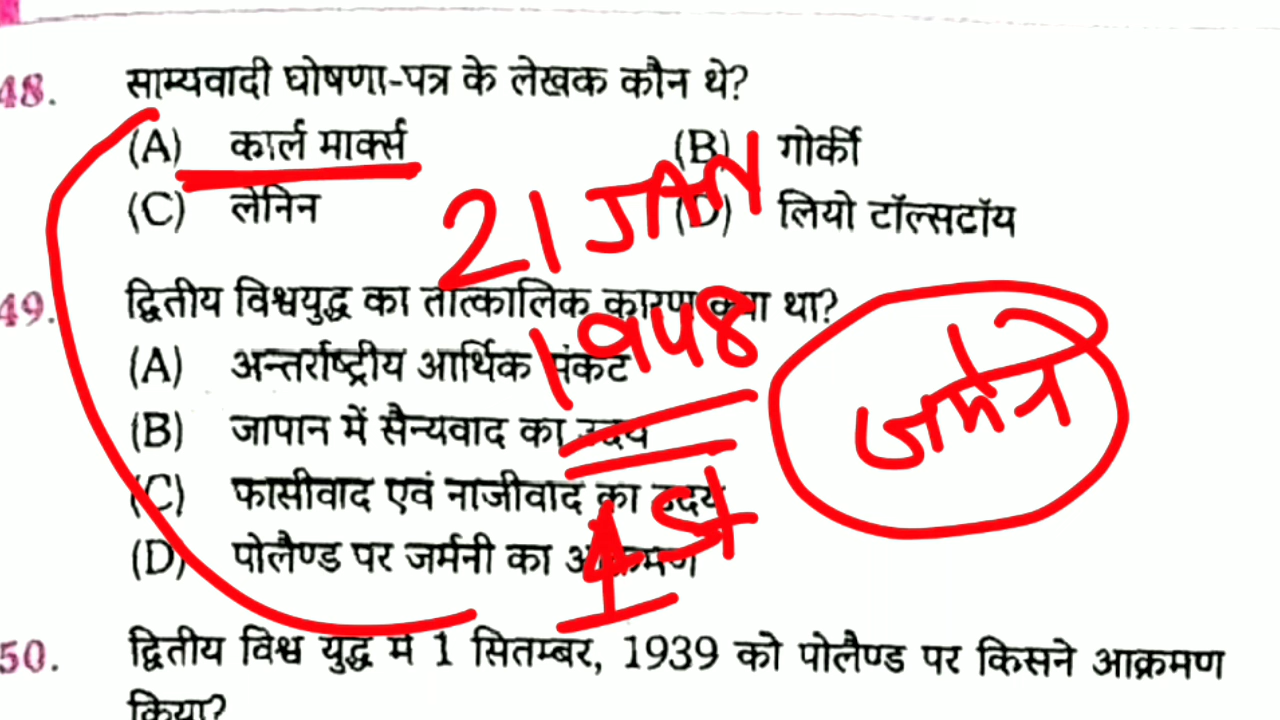 48. साम्यवादी घोषणा-पत्र के लेखक कौन थे?
(A) कार्ल मार्क्स (B) गोर्की
(C) लेनिन (D) लियो टॉल्सटॉय
21 JAN
49. द्वितीय विश्वयुद्ध का तात्कालिक कारण क्या था?
1948
(A) अन्तर्राष्ट्रीय आर्थिक संकट
जर्मन
(B) जापान में सैन्यवाद का उदय
(C) फासीवाद एवं नाजीवाद का उदय
1st
(D) पोलैण्ड पर जर्मनी का आक्रमण
50. द्वितीय विश्व युद्ध में 1 सितम्बर, 1939 को पोलैण्ड पर किसने आक्रमण
किया?